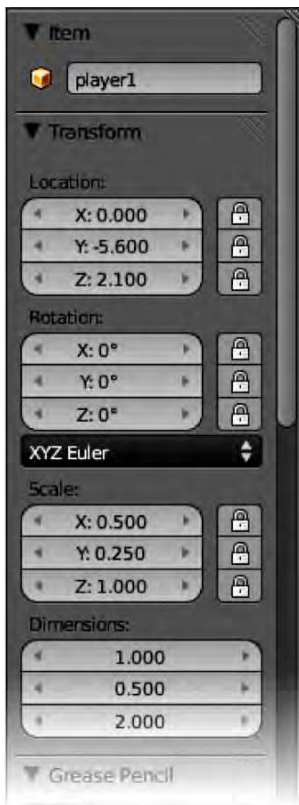 Item
player1
Transform
Location:
X: 0.000
Y: -5.600
Z: 2.100
Rotation:
X: 0°
Y: 0°
Z: 0°
XYZ Euler
Scale:
X: 0.500
Y: 0.250
Z: 1.000
Dimensions:
1.000
0.500
2.000
Grease Pencil